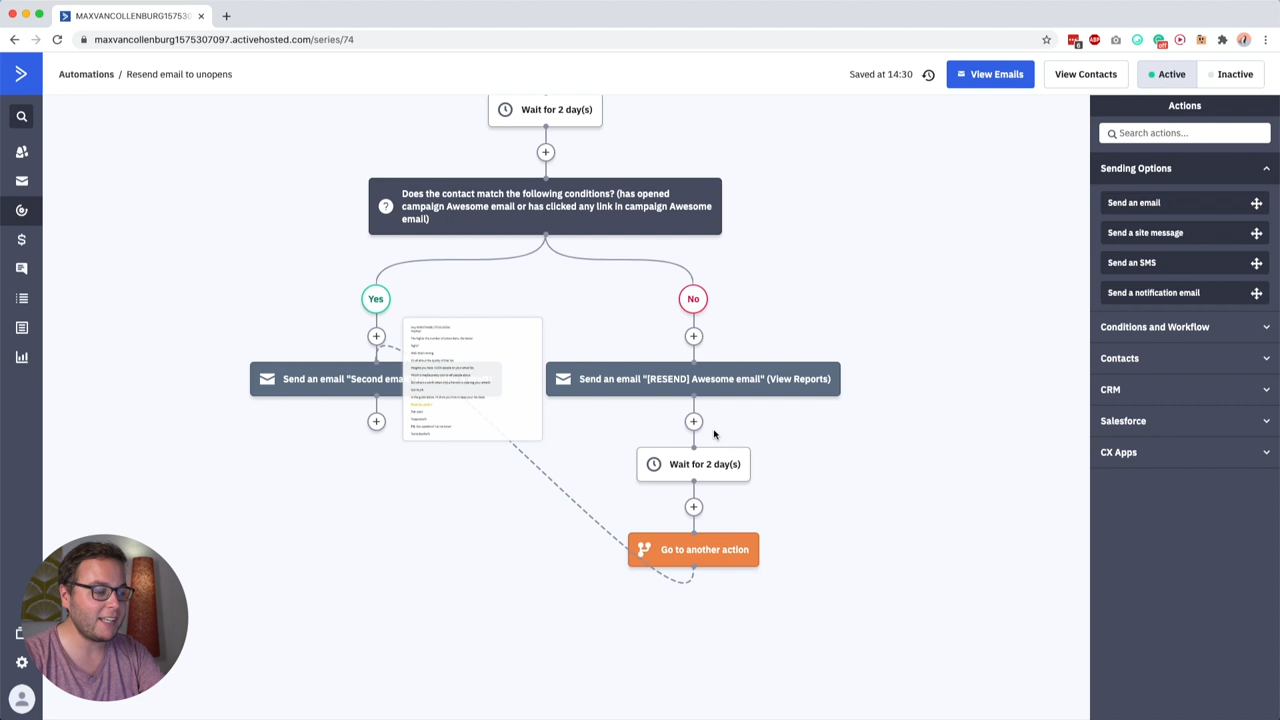 MAXVANCOLLENBURG1575307
maxvancollenburg1575307097.activehosted.com/series/74
6
ABP
off
Automations / Resend email to unopens
Saved at 14:30
View Emails
View Contacts
Active
Inactive
Wait for 2 day(s)
Does the contact match the following conditions? (has opened
campaign Awesome email or has clicked any link in campaign Awesome
email)
Yes
No
Send an email "Second ema
Send an email "[RESEND] Awesome email" (View Reports)
Wait for 2 day(s)
Go to another action
Actions
Search actions...
Sending Options
Send an email
Send a site message
Send an SMS
Send a notification email
Conditions and Workflow
Contacts
CRM
Salesforce
CX Apps